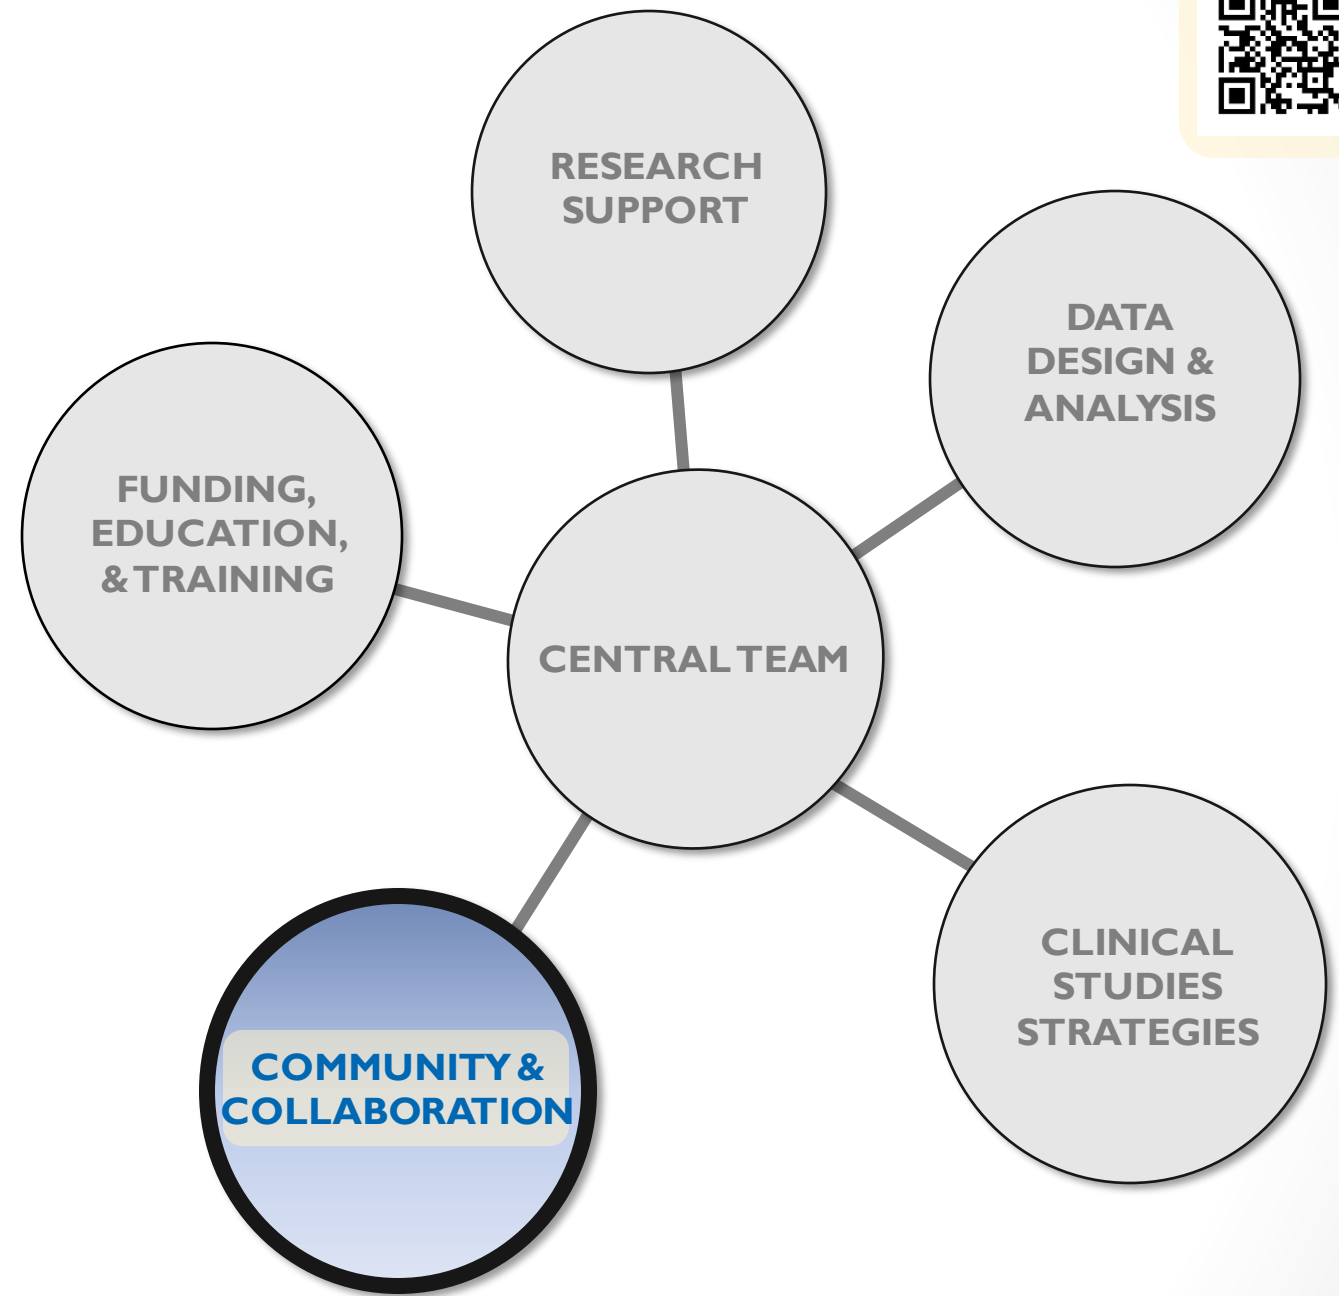 RESEARCH
SUPPORT
DATA
DESIGN &
ANALYSIS
FUNDING,
EDUCATION,
& TRAINING
CENTRAL TEAM
CLINICAL
STUDIES
STRATEGIES
COMMUNITY &
COLLABORATION